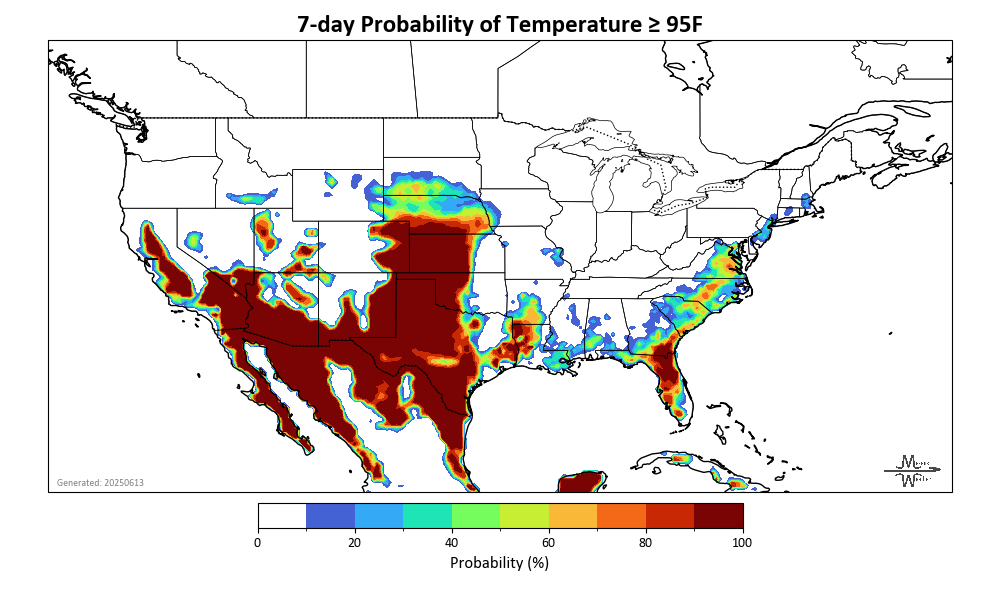 7-day Probability of Temperature ≥ 95F
Generated: 20250613
0 20 40 60 80 100
Probability (%)